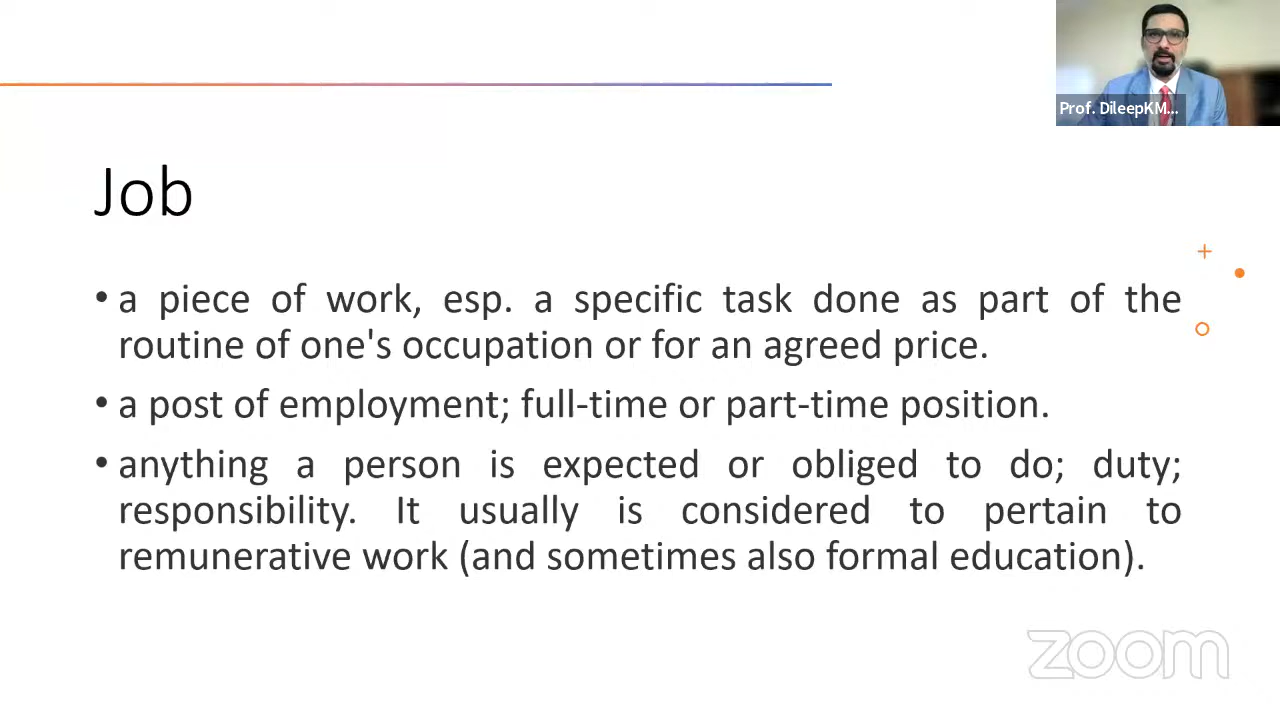 Prof. DileepKM...
Job
• a piece of work, esp. a specific task done as part of the
routine of one's occupation or for an agreed price.
• a post of employment; full-time or part-time position.
• anything a person is expected or obliged to do; duty;
responsibility. It usually is considered to pertain to
remunerative work (and sometimes also formal education).
zoom